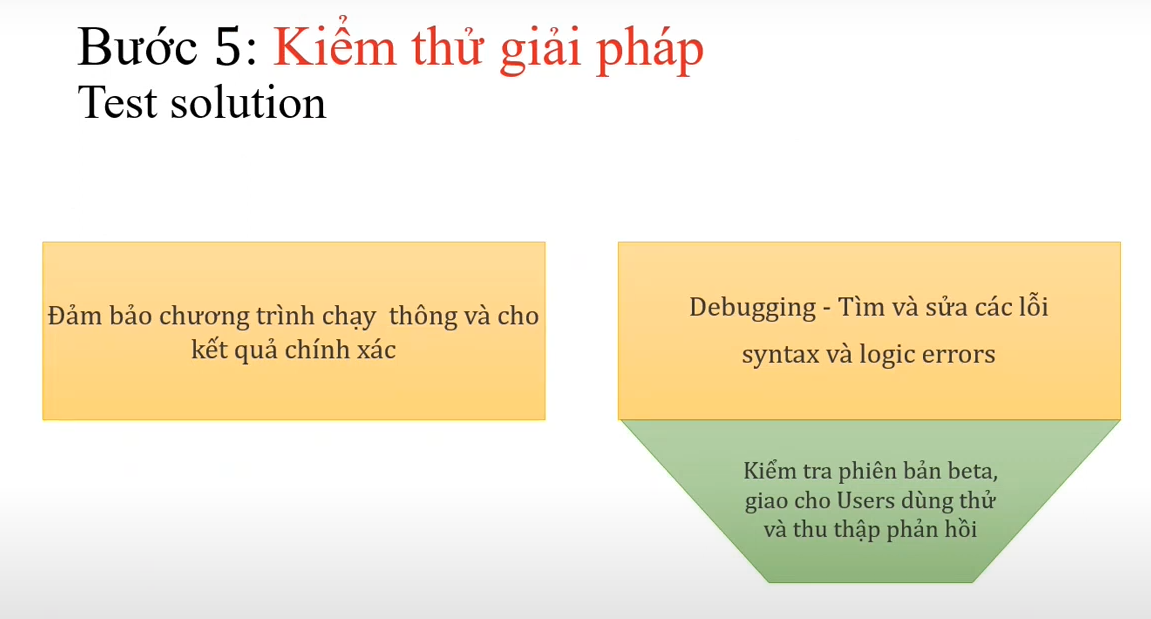 Bước 5: Kiểm thử giải pháp
Test solution
Đảm bảo chương trình chạy thông và cho
kết quả chính xác
Debugging - Tìm và sửa các lỗi
syntax và logic errors
Kiểm tra phiên bản beta,
giao cho Users dùng thử
và thu thập phản hồi